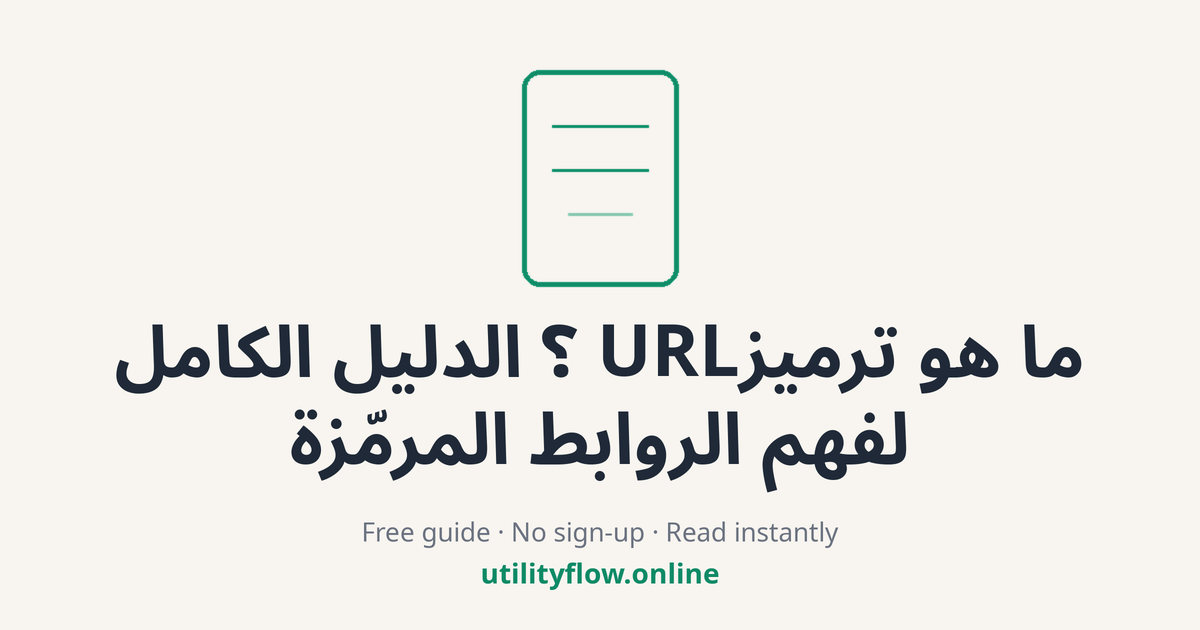 ما هو ترميزURL ؟ الدليل الكامل
لفهم الروابط المرمّزة
Free guide · No sign-up · Read instantly
utilityflow.online